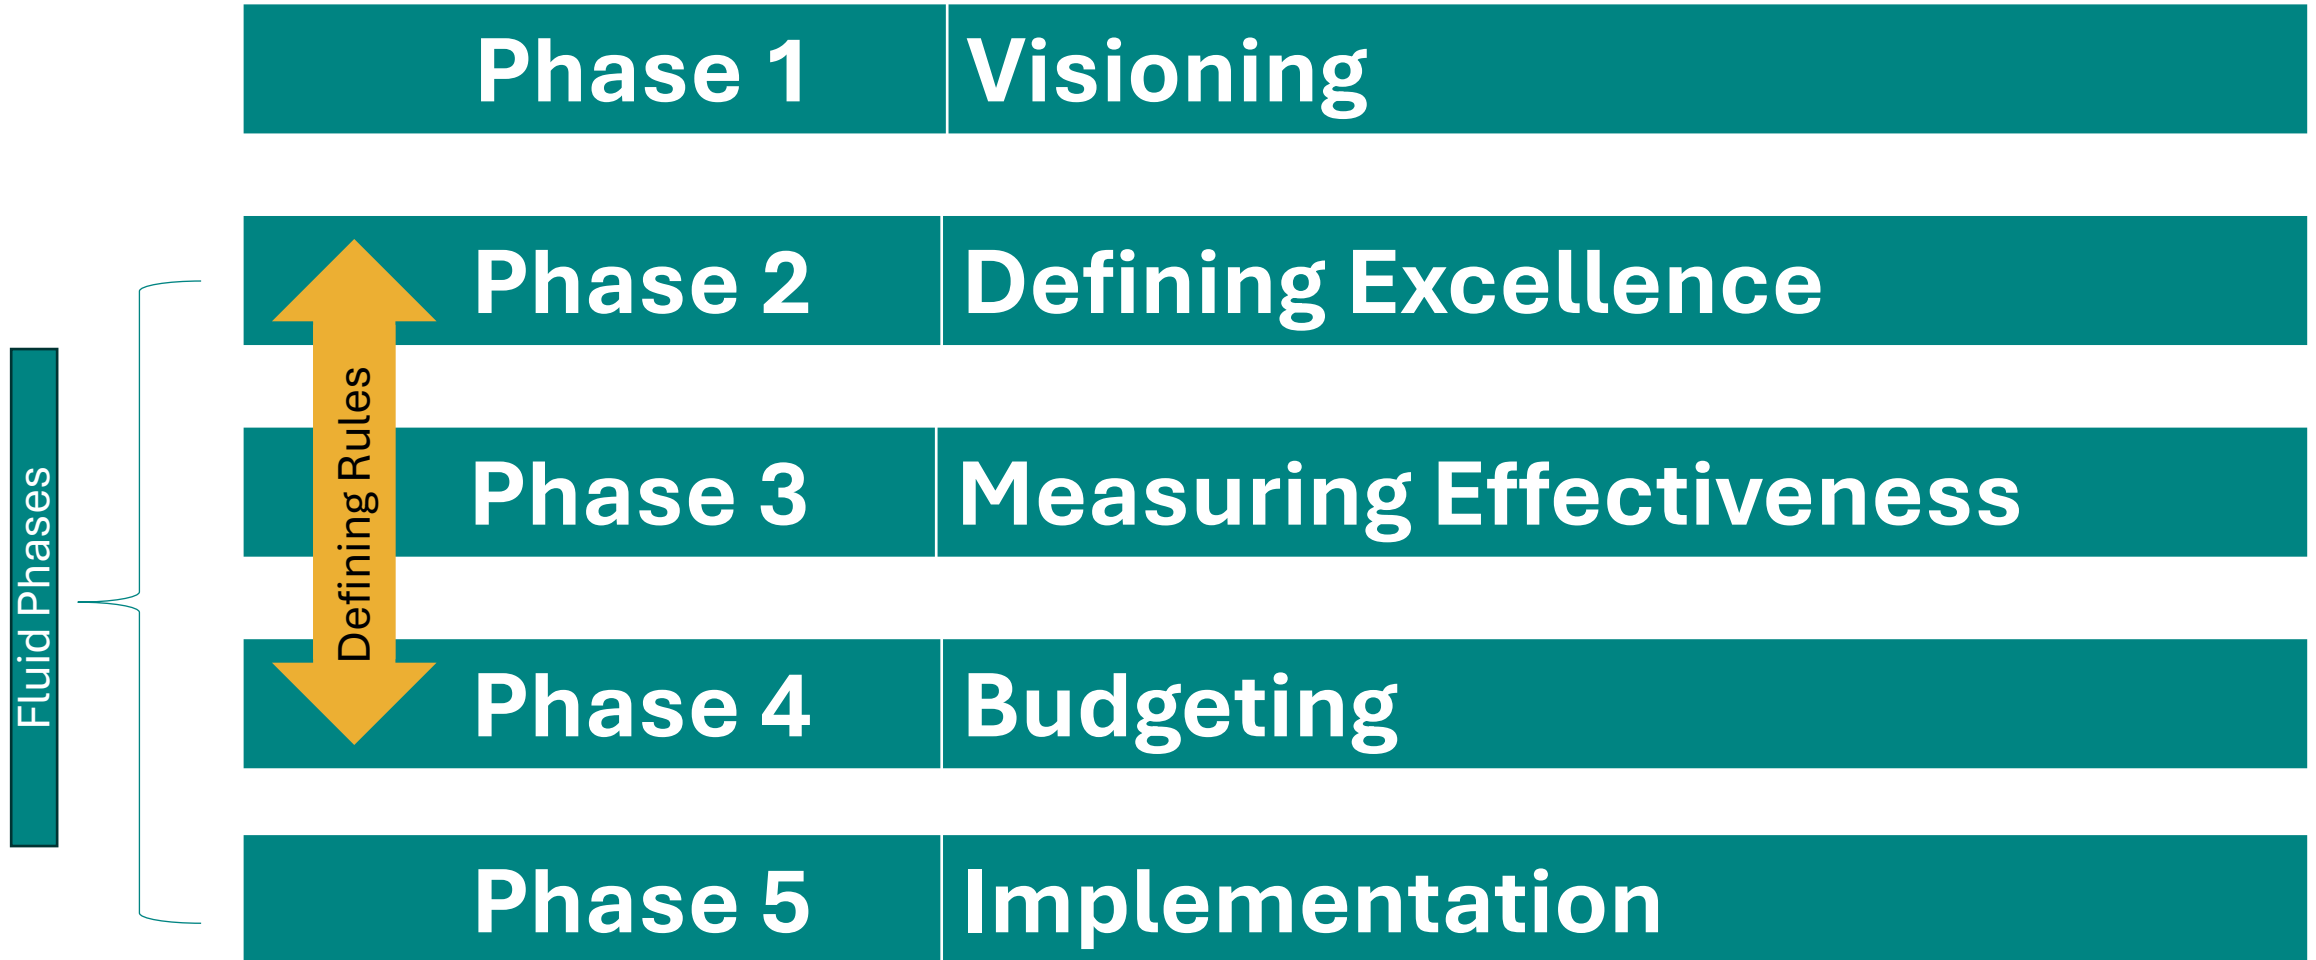 Phase 1 Visioning
Phase 2 Defining Excellence
Phase 3 Measuring Effectiveness
Phase 4 Budgeting
Phase 5 Implementation
Defining Rules
Fluid Phases